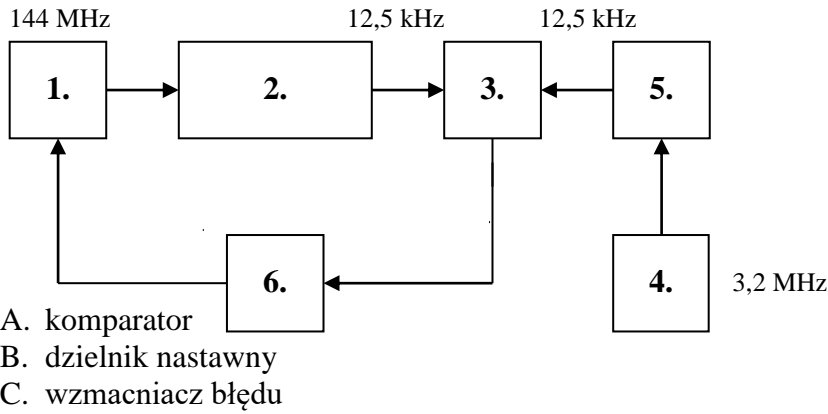 144 MHz 12,5 kHz 12,5 kHz
1. 2. 3. 5.
6. 4. 3,2 MHz
A. komparator
B. dzielnik nastawny
C. wzmacniacz błędu